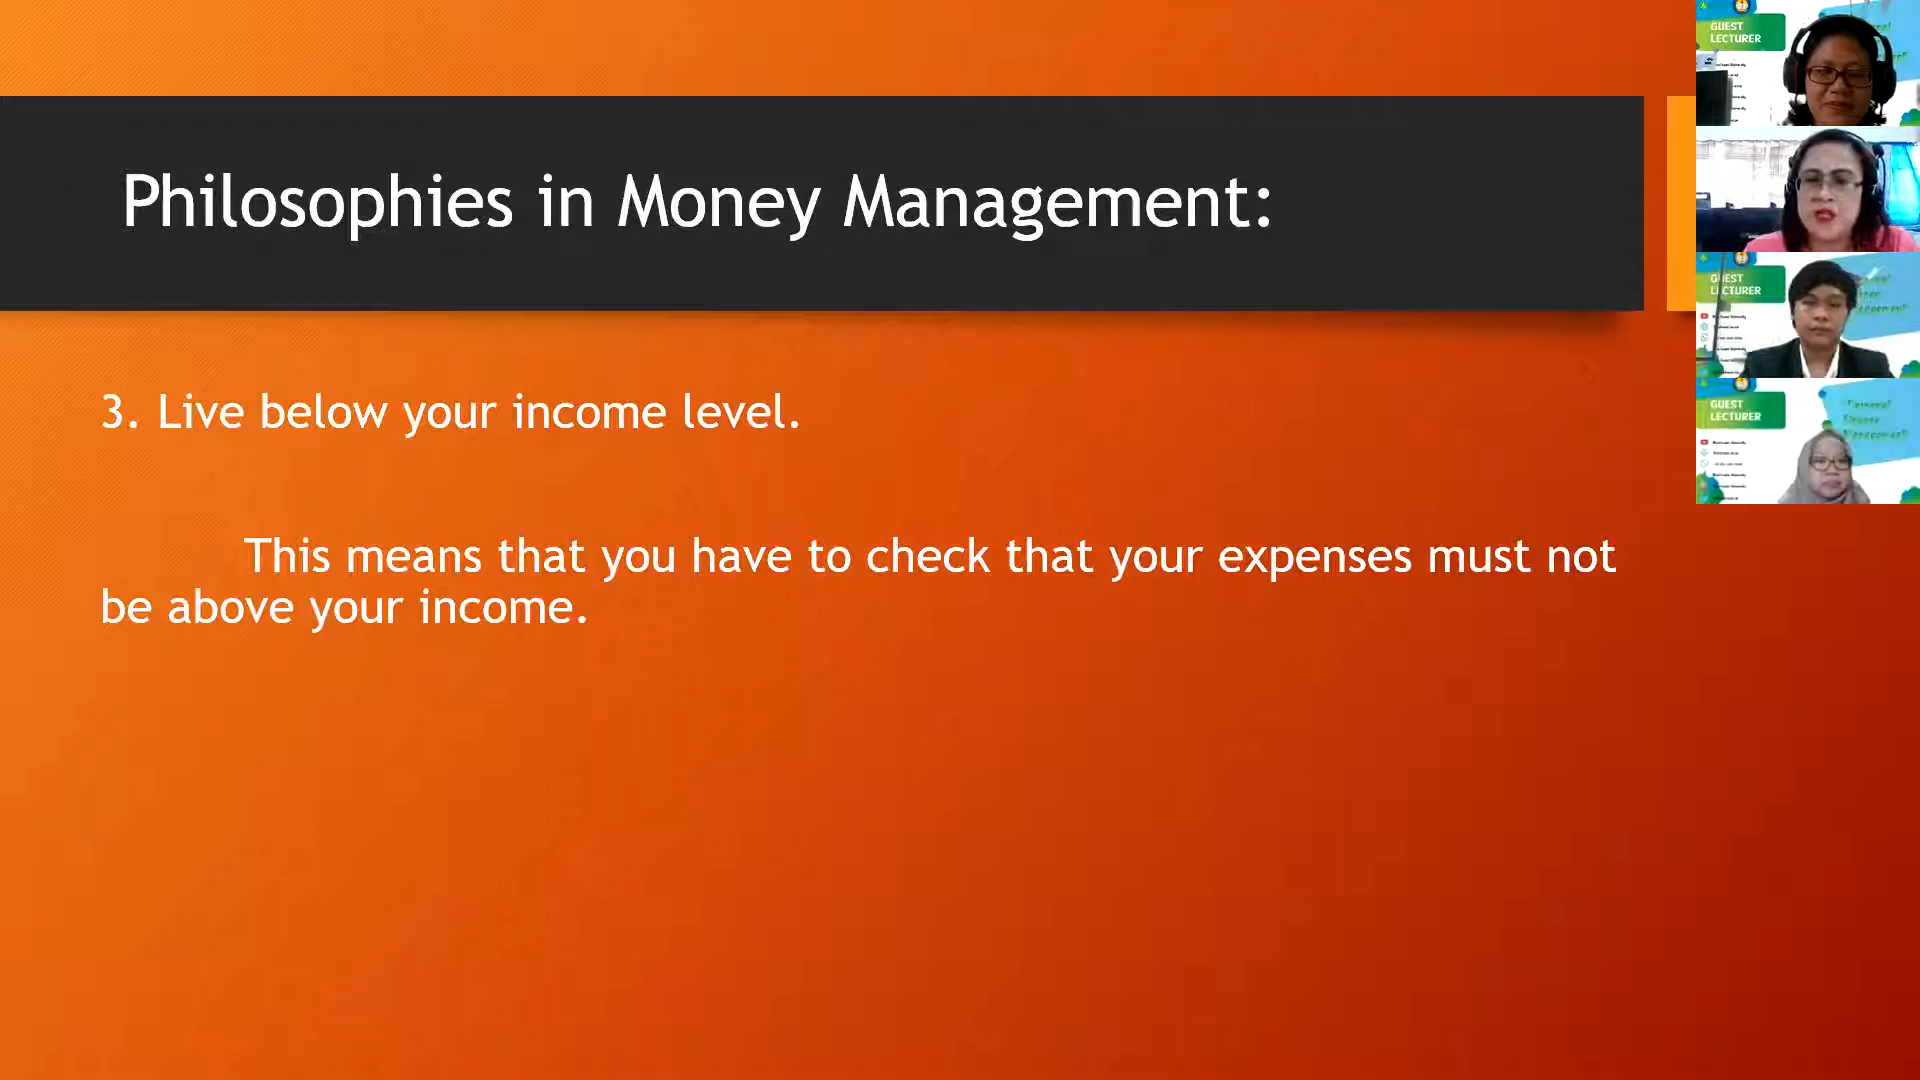 Philosophies in Money Management:
3. Live below your income level.
This means that you have to check that your expenses must not
be above your income.
GUEST
LECTURER
GUEST
LECTURER
GUEST
LECTURER